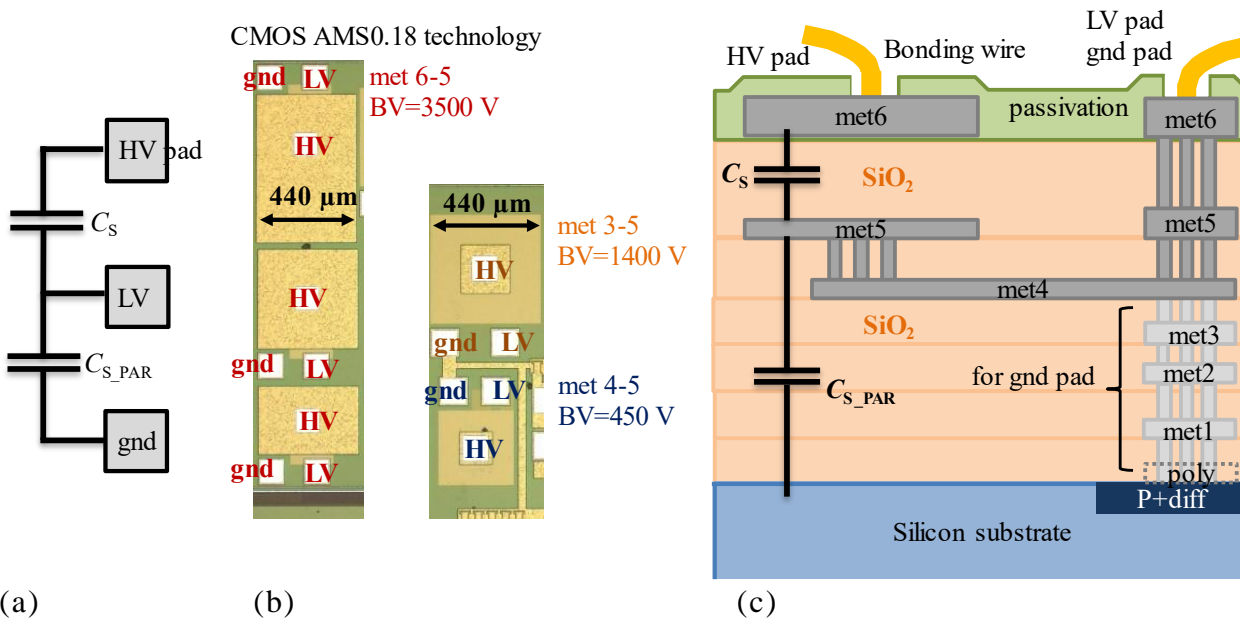 CMOS AMS0.18 technology
HV pad
C_S
LV
C_S_PAR
gnd
(a)
gnd LV
met 6-5
BV=3500 V
HV
440 µm
HV
gnd LV
HV
gnd LV
440 µm
HV
met 3-5
BV=1400 V
gnd LV
gnd LV
met 4-5
BV=450 V
HV
(b)
HV pad
Bonding wire
LV pad
gnd pad
passivation
met6
met6
C_S
SiO₂
met5
met5
met4
SiO₂
met3
for gnd pad
met2
C_S_PAR
met1
poly
P+diff
Silicon substrate
(c)